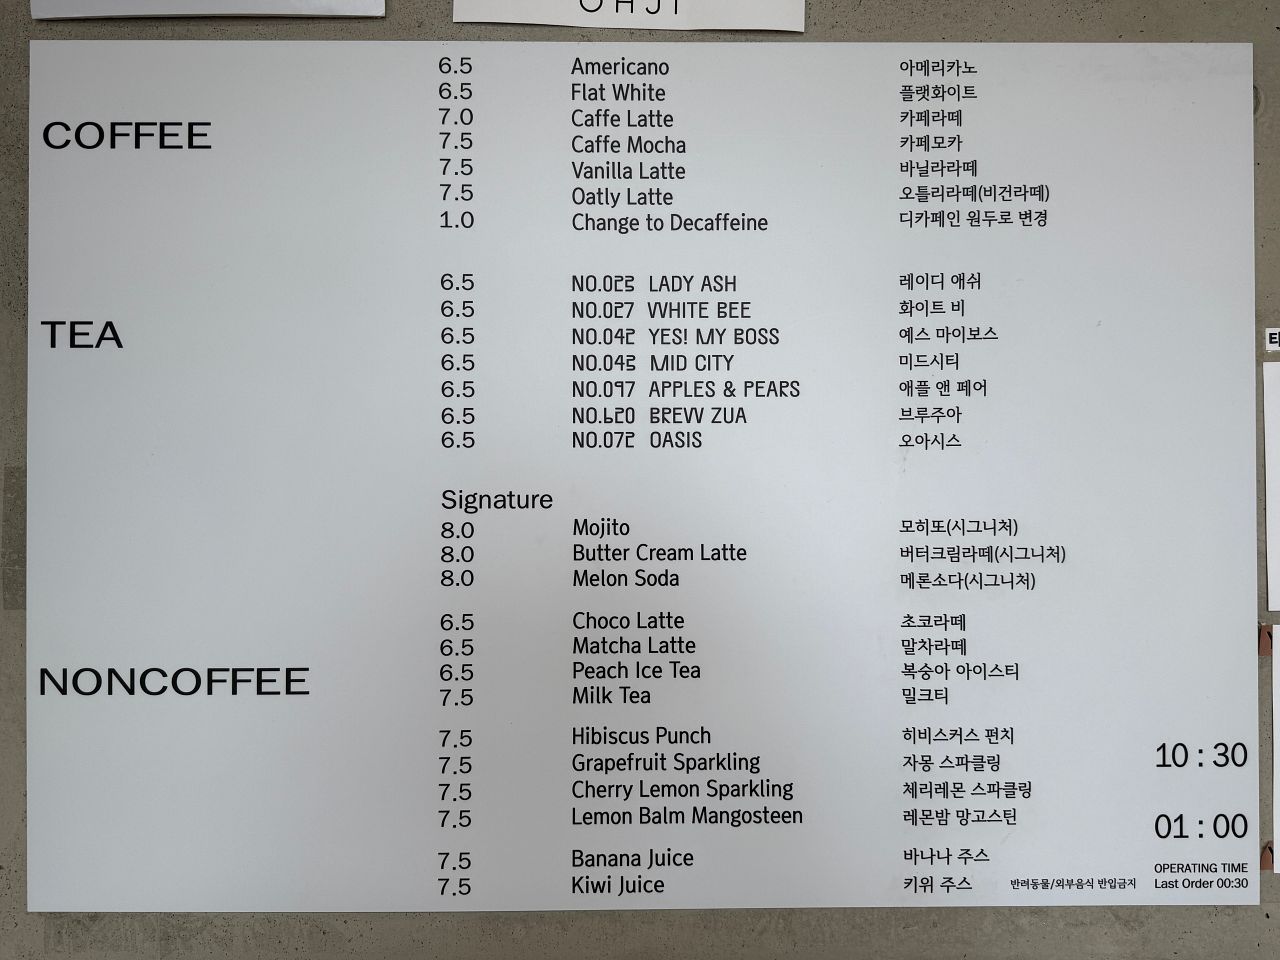 OHJI
COFFEE
6.5 Americano 아메리카노
6.5 Flat White 플랫화이트
7.0 Caffe Latte 카페라떼
7.5 Caffe Mocha 카페모카
7.5 Vanilla Latte 바닐라라떼
7.5 Oatly Latte 오틀리라떼(비건라떼)
1.0 Change to Decaffeine 디카페인 원두로 변경
TEA
6.5 NO.023 LADY ASH 레이디 애쉬
6.5 NO.027 WHITE BEE 화이트 비
6.5 NO.042 YES! MY BOSS 예스 마이보스
6.5 NO.045 MID CITY 미드시티
6.5 NO.097 APPLES & PEARS 애플 앤 페어
6.5 NO.620 BREW ZUA 브루주아
6.5 NO.072 OASIS 오아시스
NONCOFFEE
Signature
8.0 Mojito 모히또(시그니처)
8.0 Butter Cream Latte 버터크림라떼(시그니처)
8.0 Melon Soda 메론소다(시그니처)
6.5 Choco Latte 초코라떼
6.5 Matcha Latte 말차라떼
6.5 Peach Ice Tea 복숭아 아이스티
7.5 Milk Tea 밀크티
7.5 Hibiscus Punch 히비스커스 펀치
7.5 Grapefruit Sparkling 자몽 스파클링
7.5 Cherry Lemon Sparkling 체리레몬 스파클링
7.5 Lemon Balm Mangosteen 레몬밤 망고스틴
7.5 Banana Juice 바나나 주스
7.5 Kiwi Juice 키위 주스
반려동물/외부음식 반입금지
10 : 30
01 : 00
OPERATING TIME
Last Order 00:30